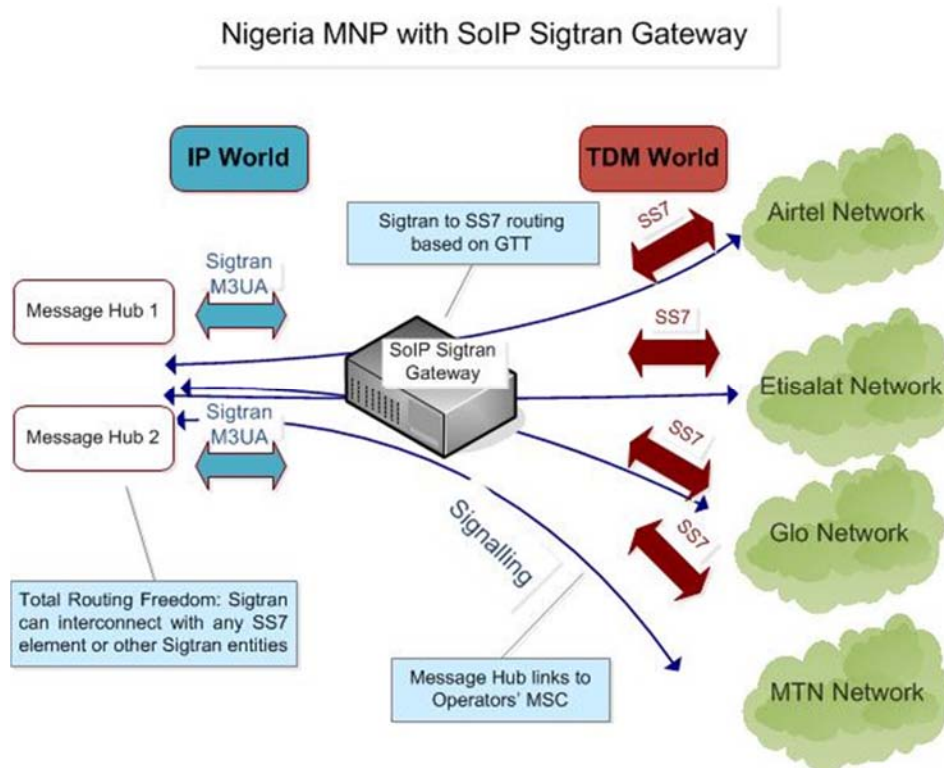 Nigeria MNP with SoIP Sigtran Gateway
IP World
TDM World
Airtel Network
Sigtran to SS7 routing
based on GTT
SS7
Sigtran
M3UA
Message Hub 1
SS7
SoIP Sigtran
Gateway
Etisalat Network
Message Hub 2
Sigtran
M3UA
SS7
Glo Network
SS7
Signalling
Total Routing Freedom: Sigtran
can interconnect with any SS7
element or other Sigtran entities
Message Hub links to
Operators' MSC
MTN Network